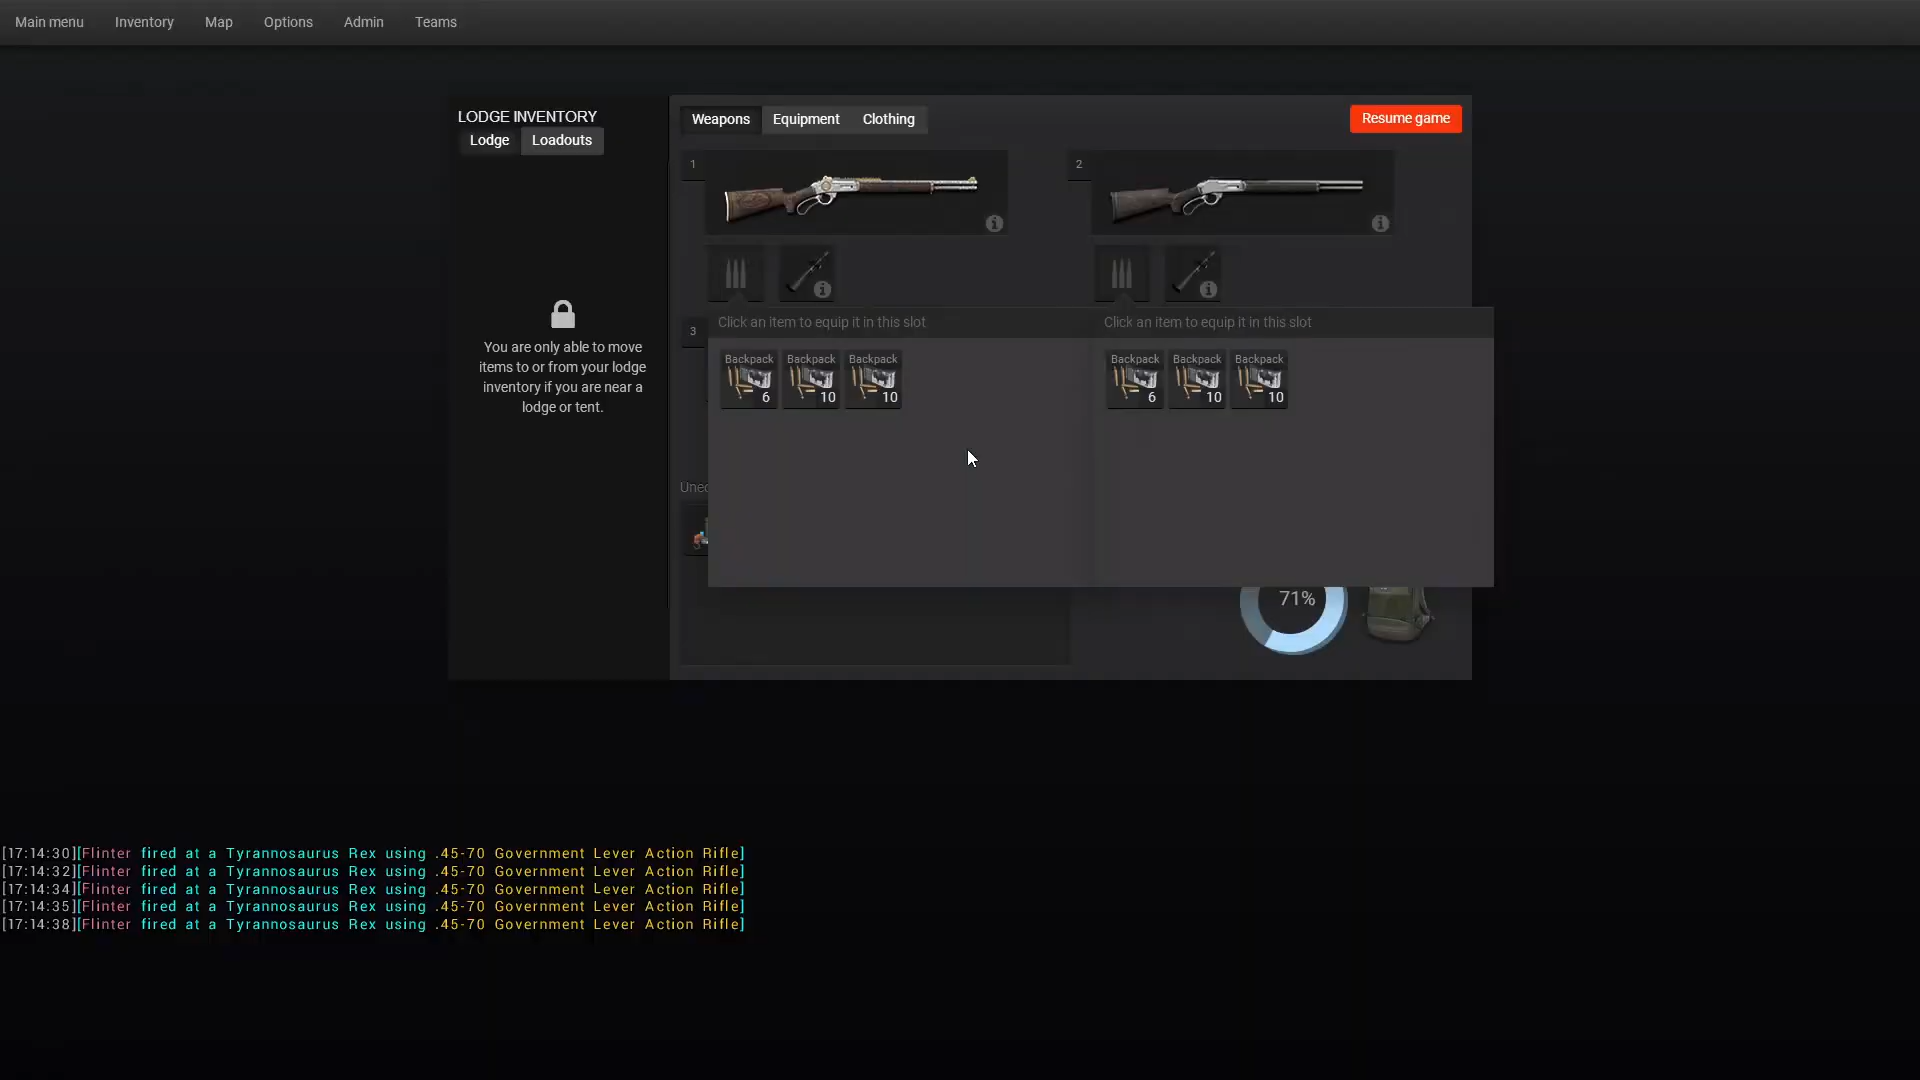 Main menu Inventory Map Options Admin Teams
LODGE INVENTORY
Lodge Loadouts
You are only able to move
items to or from your lodge
inventory if you are near a
lodge or tent.
Weapons Equipment Clothing
Resume game
1
2
3
Click an item to equip it in this slot
Backpack Backpack Backpack
6 10 10
Click an item to equip it in this slot
Backpack Backpack Backpack
6 10 10
71%
[17:14:30][Flinter fired at a Tyrannosaurus Rex using .45-70 Government Lever Action Rifle]
[17:14:32][Flinter fired at a Tyrannosaurus Rex using .45-70 Government Lever Action Rifle]
[17:14:34][Flinter fired at a Tyrannosaurus Rex using .45-70 Government Lever Action Rifle]
[17:14:35][Flinter fired at a Tyrannosaurus Rex using .45-70 Government Lever Action Rifle]
[17:14:38][Flinter fired at a Tyrannosaurus Rex using .45-70 Government Lever Action Rifle]